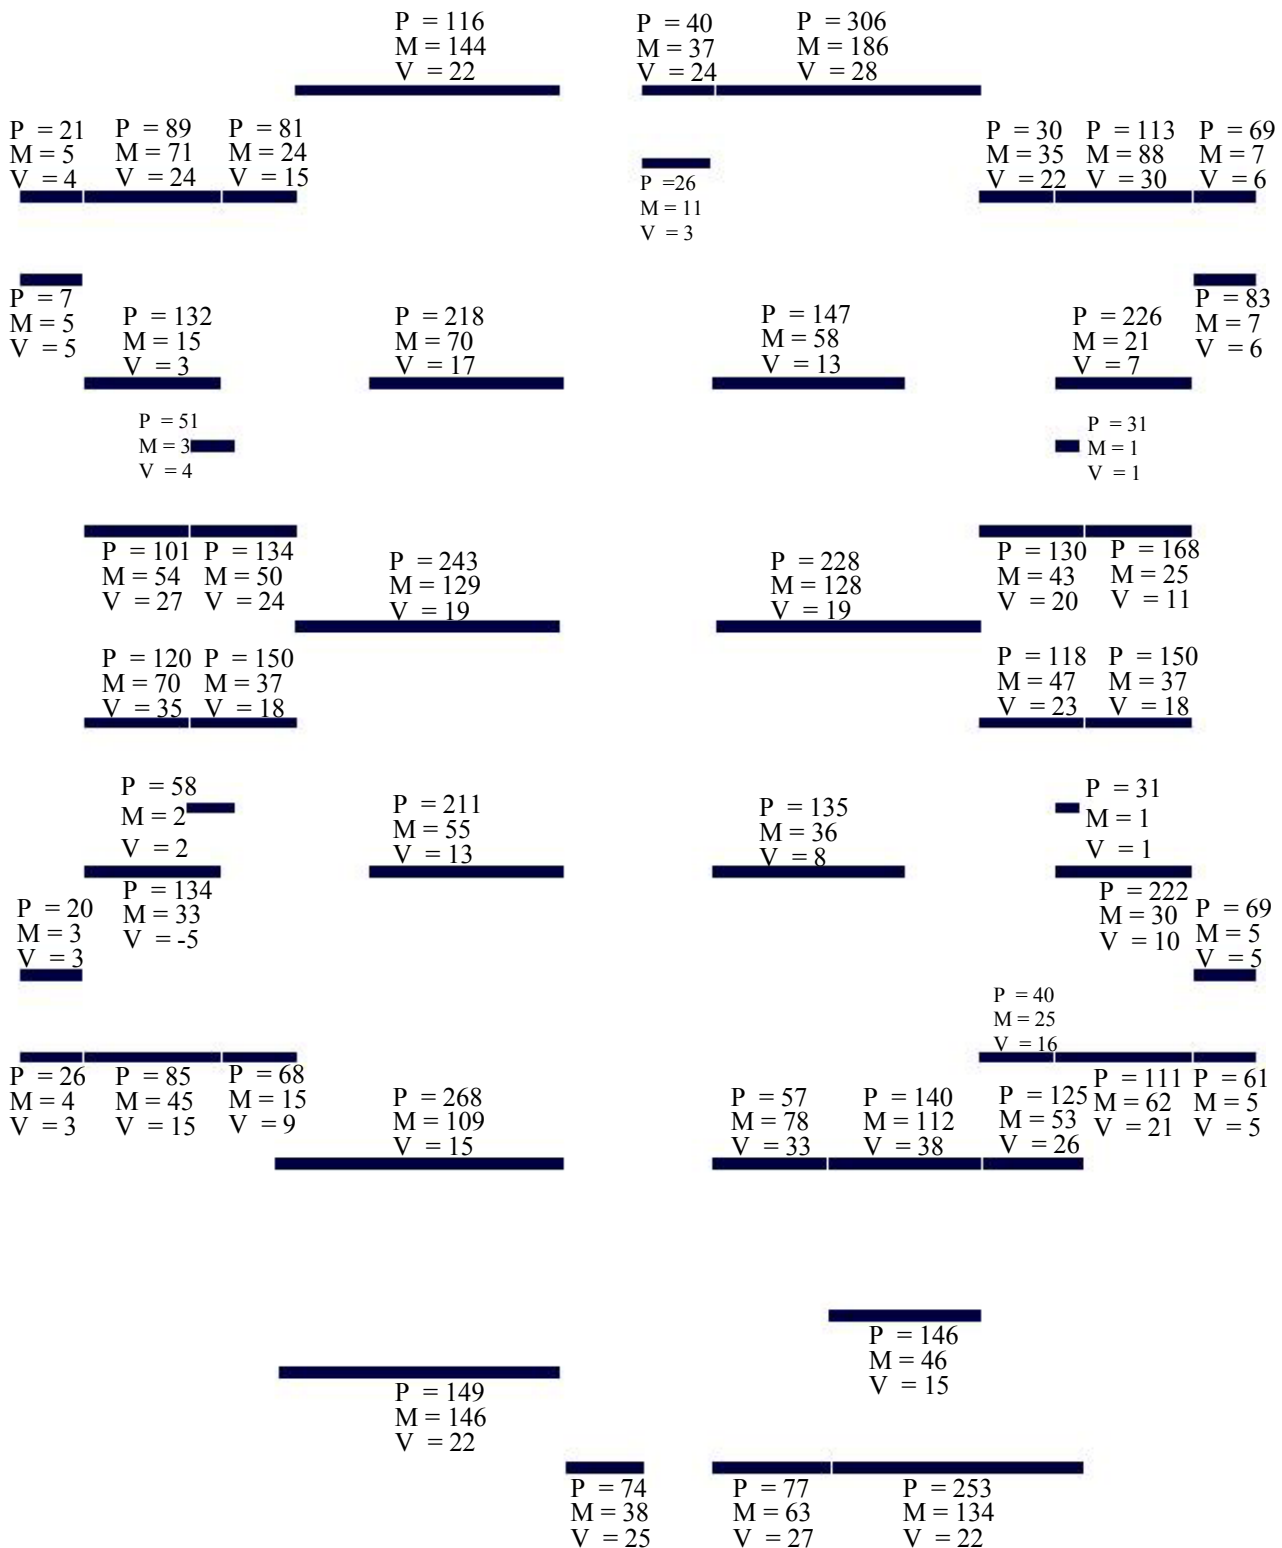 P = 116
M = 144
V = 22
P = 40
M = 37
V = 24
P = 306
M = 186
V = 28
P = 21
M = 5
V = 4
P = 89
M = 71
V = 24
P = 81
M = 24
V = 15
P =26
M = 11
V = 3
P = 30
M = 35
V = 22
P = 113
M = 88
V = 30
P = 69
M = 7
V = 6
P = 7
M = 5
V = 5
P = 132
M = 15
V = 3
P = 218
M = 70
V = 17
P = 147
M = 58
V = 13
P = 226
M = 21
V = 7
P = 83
M = 7
V = 6
P = 51
M = 3
V = 4
P = 31
M = 1
V = 1
P = 101
M = 54
V = 27
P = 134
M = 50
V = 24
P = 243
M = 129
V = 19
P = 228
M = 128
V = 19
P = 130
M = 43
V = 20
P = 168
M = 25
V = 11
P = 120
M = 70
V = 35
P = 150
M = 37
V = 18
P = 118
M = 47
V = 23
P = 150
M = 37
V = 18
P = 58
M = 2
V = 2
P = 211
M = 55
V = 13
P = 135
M = 36
V = 8
P = 31
M = 1
V = 1
P = 20
M = 3
V = 3
P = 134
M = 33
V = -5
P = 222
M = 30
V = 10
P = 69
M = 5
V = 5
P = 40
M = 25
V = 16
P = 26
M = 4
V = 3
P = 85
M = 45
V = 15
P = 68
M = 15
V = 9
P = 268
M = 109
V = 15
P = 57
M = 78
V = 33
P = 140
M = 112
V = 38
P = 125
M = 53
V = 26
P = 111
M = 62
V = 21
P = 61
M = 5
V = 5
P = 146
M = 46
V = 15
P = 149
M = 146
V = 22
P = 74
M = 38
V = 25
P = 77
M = 63
V = 27
P = 253
M = 134
V = 22